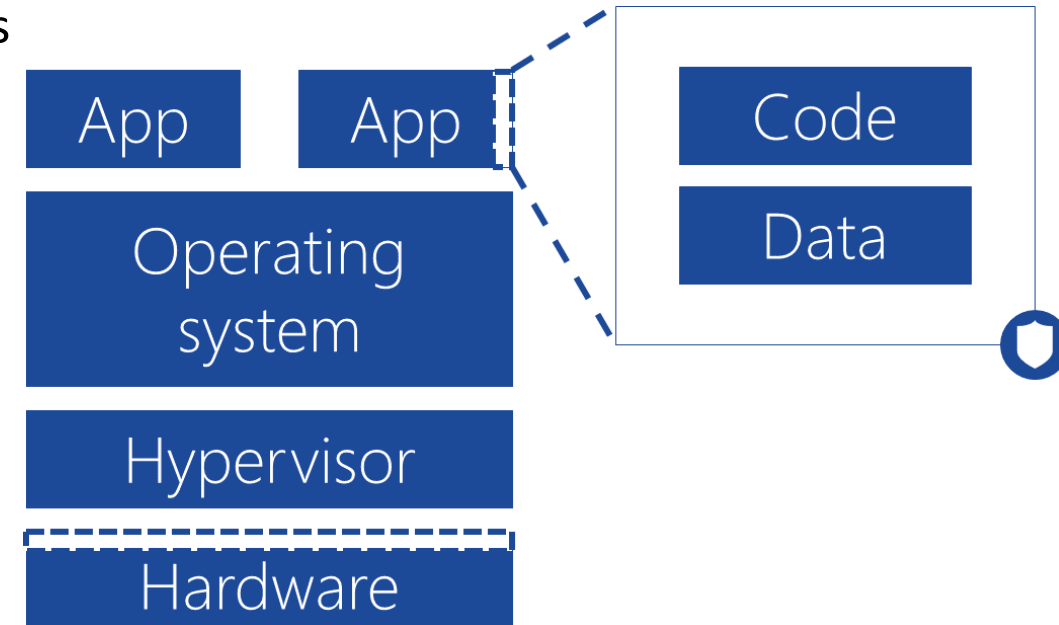 s
App
App
Code
Data
Operating
system
Hypervisor
Hardware